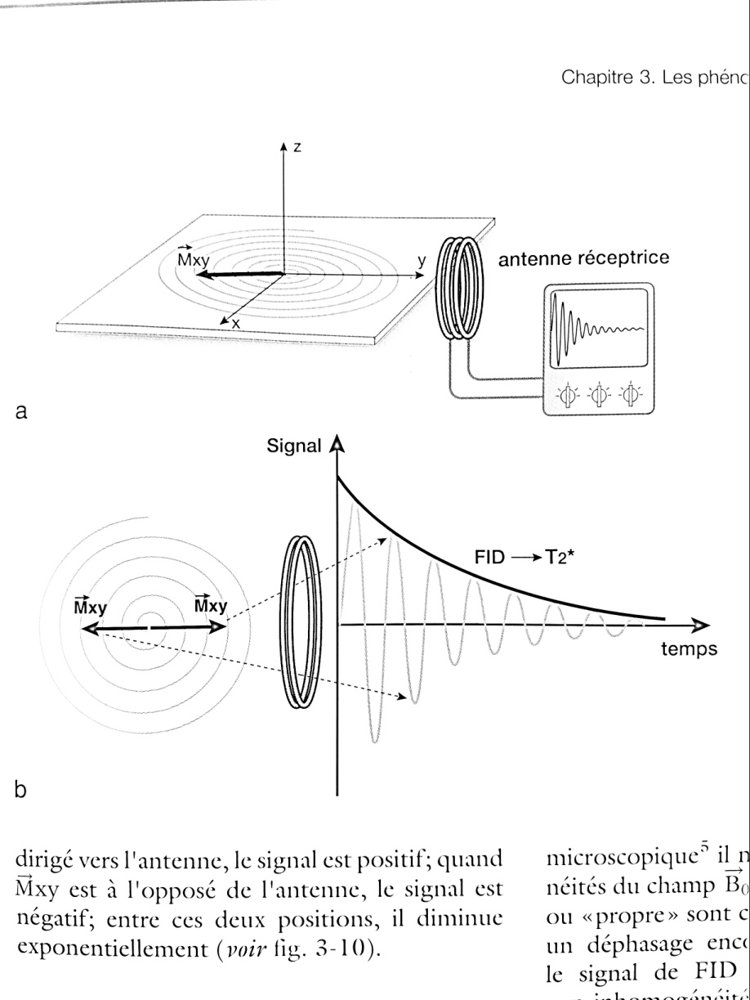 Chapitre 3. Les
z
Mxy
y
antenne réceptrice
x
a
Signal
FID → T2*
Mxy
Mxy
temps
b
dirigé vers l'antenne, le signal est positif; quand
Mxy est à l'opposé de l'antenne, le signal est
négatif; entre ces deux positions, il diminue
exponentiellement (voir fig. 3-10).
microscopique⁵ il
néités du champ B₀
ou «propre» sont
un déphasage
le signal de FID